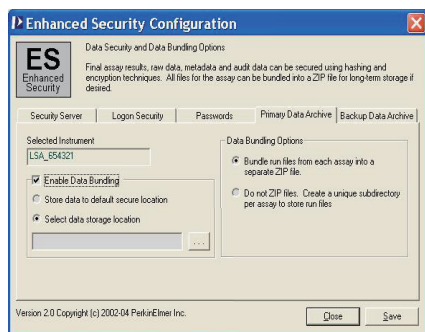 Enhanced Security Configuration
ES
Enhanced
Security
Data Security and Data Bundling Options
Final assay results, raw data, metadata and audit data can be secured using hashing and
encryption techniques. All files for the assay can be bundled into a ZIP file for long-term storage if
desired.
Security Server
Logon Security
Passwords
Primary Data Archive
Backup Data Archive
Selected Instrument
LSA_654321
Enable Data Bundling
Store data to default secure location
Select data storage location
...
Data Bundling Options
Bundle run files from each assay into a
separate ZIP file.
Do not ZIP files. Create a unique subdirectory
per assay to store run files
Version 2.0 Copyright (c) 2002-04 PerkinElmer Inc.
Close
Save